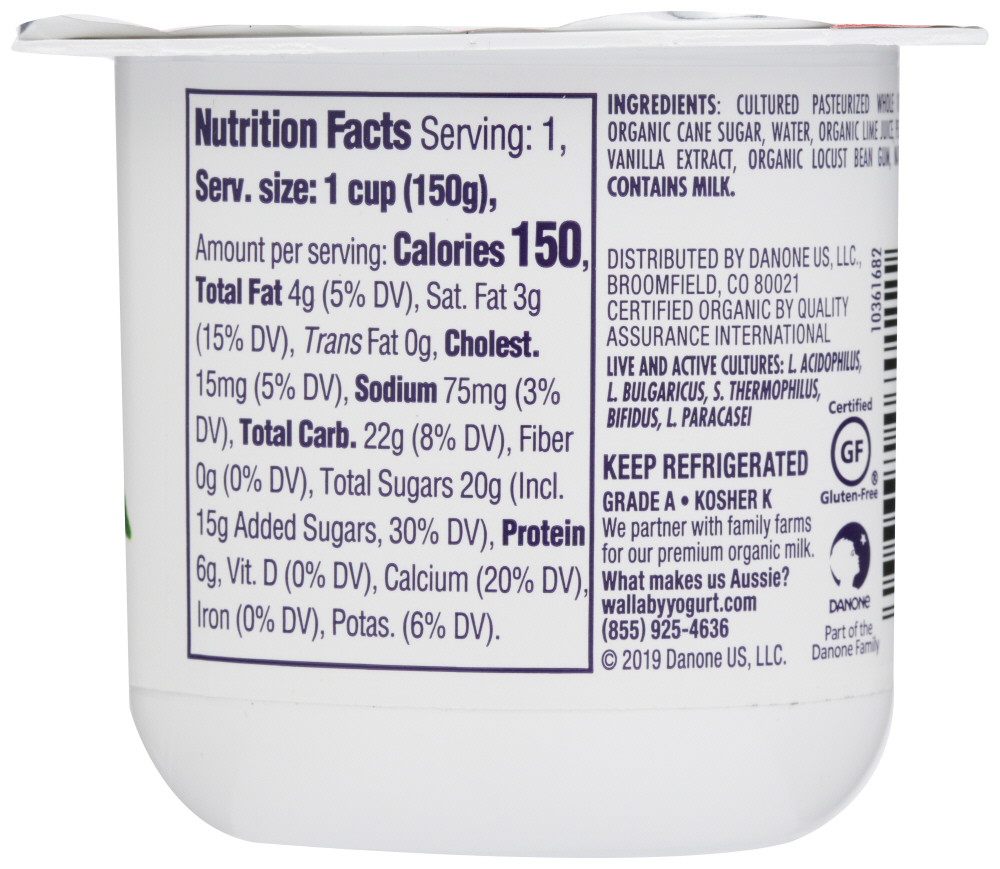 Nutrition Facts Serving: 1,
Serv. size: 1 cup (150g),
Amount per serving: Calories 150,
Total Fat 4g (5% DV), Sat. Fat 3g
(15% DV), Trans Fat 0g, Cholest.
15mg (5% DV), Sodium 75mg (3%
DV), Total Carb. 22g (8% DV), Fiber
0g (0% DV), Total Sugars 20g (Incl.
15g Added Sugars, 30% DV), Protein
6g, Vit. D (0% DV), Calcium (20% DV),
Iron (0% DV), Potas. (6% DV).
INGREDIENTS: CULTURED PASTEURIZED WHOLE
ORGANIC CANE SUGAR, WATER, ORGANIC LIME JUICE
VANILLA EXTRACT, ORGANIC LOCUST BEAN GUM,
CONTAINS MILK.
DISTRIBUTED BY DANONE US, LLC.,
BROOMFIELD, CO 80021
CERTIFIED ORGANIC BY QUALITY
ASSURANCE INTERNATIONAL
LIVE AND ACTIVE CULTURES: L. ACIDOPHILUS,
L. BULGARICUS, S. THERMOPHILUS,
BIFIDUS, L. PARACASEI
KEEP REFRIGERATED
GRADE A • KOSHER K
We partner with family farms
for our premium organic milk.
What makes us Aussie?
wallabyyogurt.com
(855) 925-4636
© 2019 Danone US, LLC.
10361682
Certified
GF
®
Gluten-Free
DANONE
Part of the
Danone Family